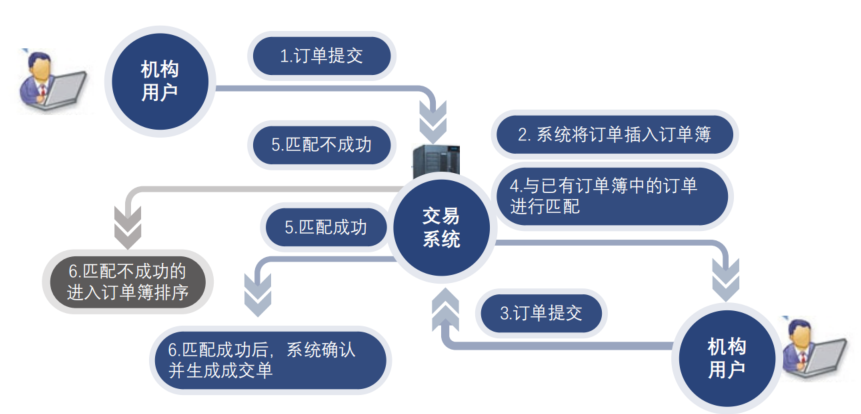 机构
用户
1.订单提交
2. 系统将订单插入订单簿
5.匹配不成功
4.与已有订单簿中的订单
进行匹配
交易
系统
5.匹配成功
6.匹配不成功的
进入订单簿排序
3.订单提交
6.匹配成功后，系统确认
并生成成交单
机构
用户